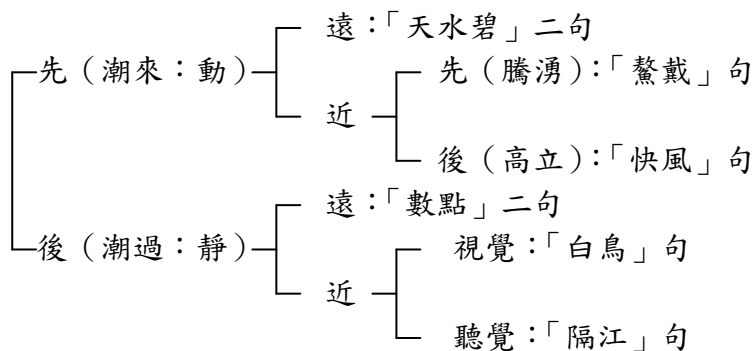 遠：「天水碧」二句
先（潮來：動）
先（騰湧）：「鰲戴」句
近
後（高立）：「快風」句
遠：「數點」二句
後（潮過：靜）
視覺：「白鳥」句
近
聽覺：「隔江」句